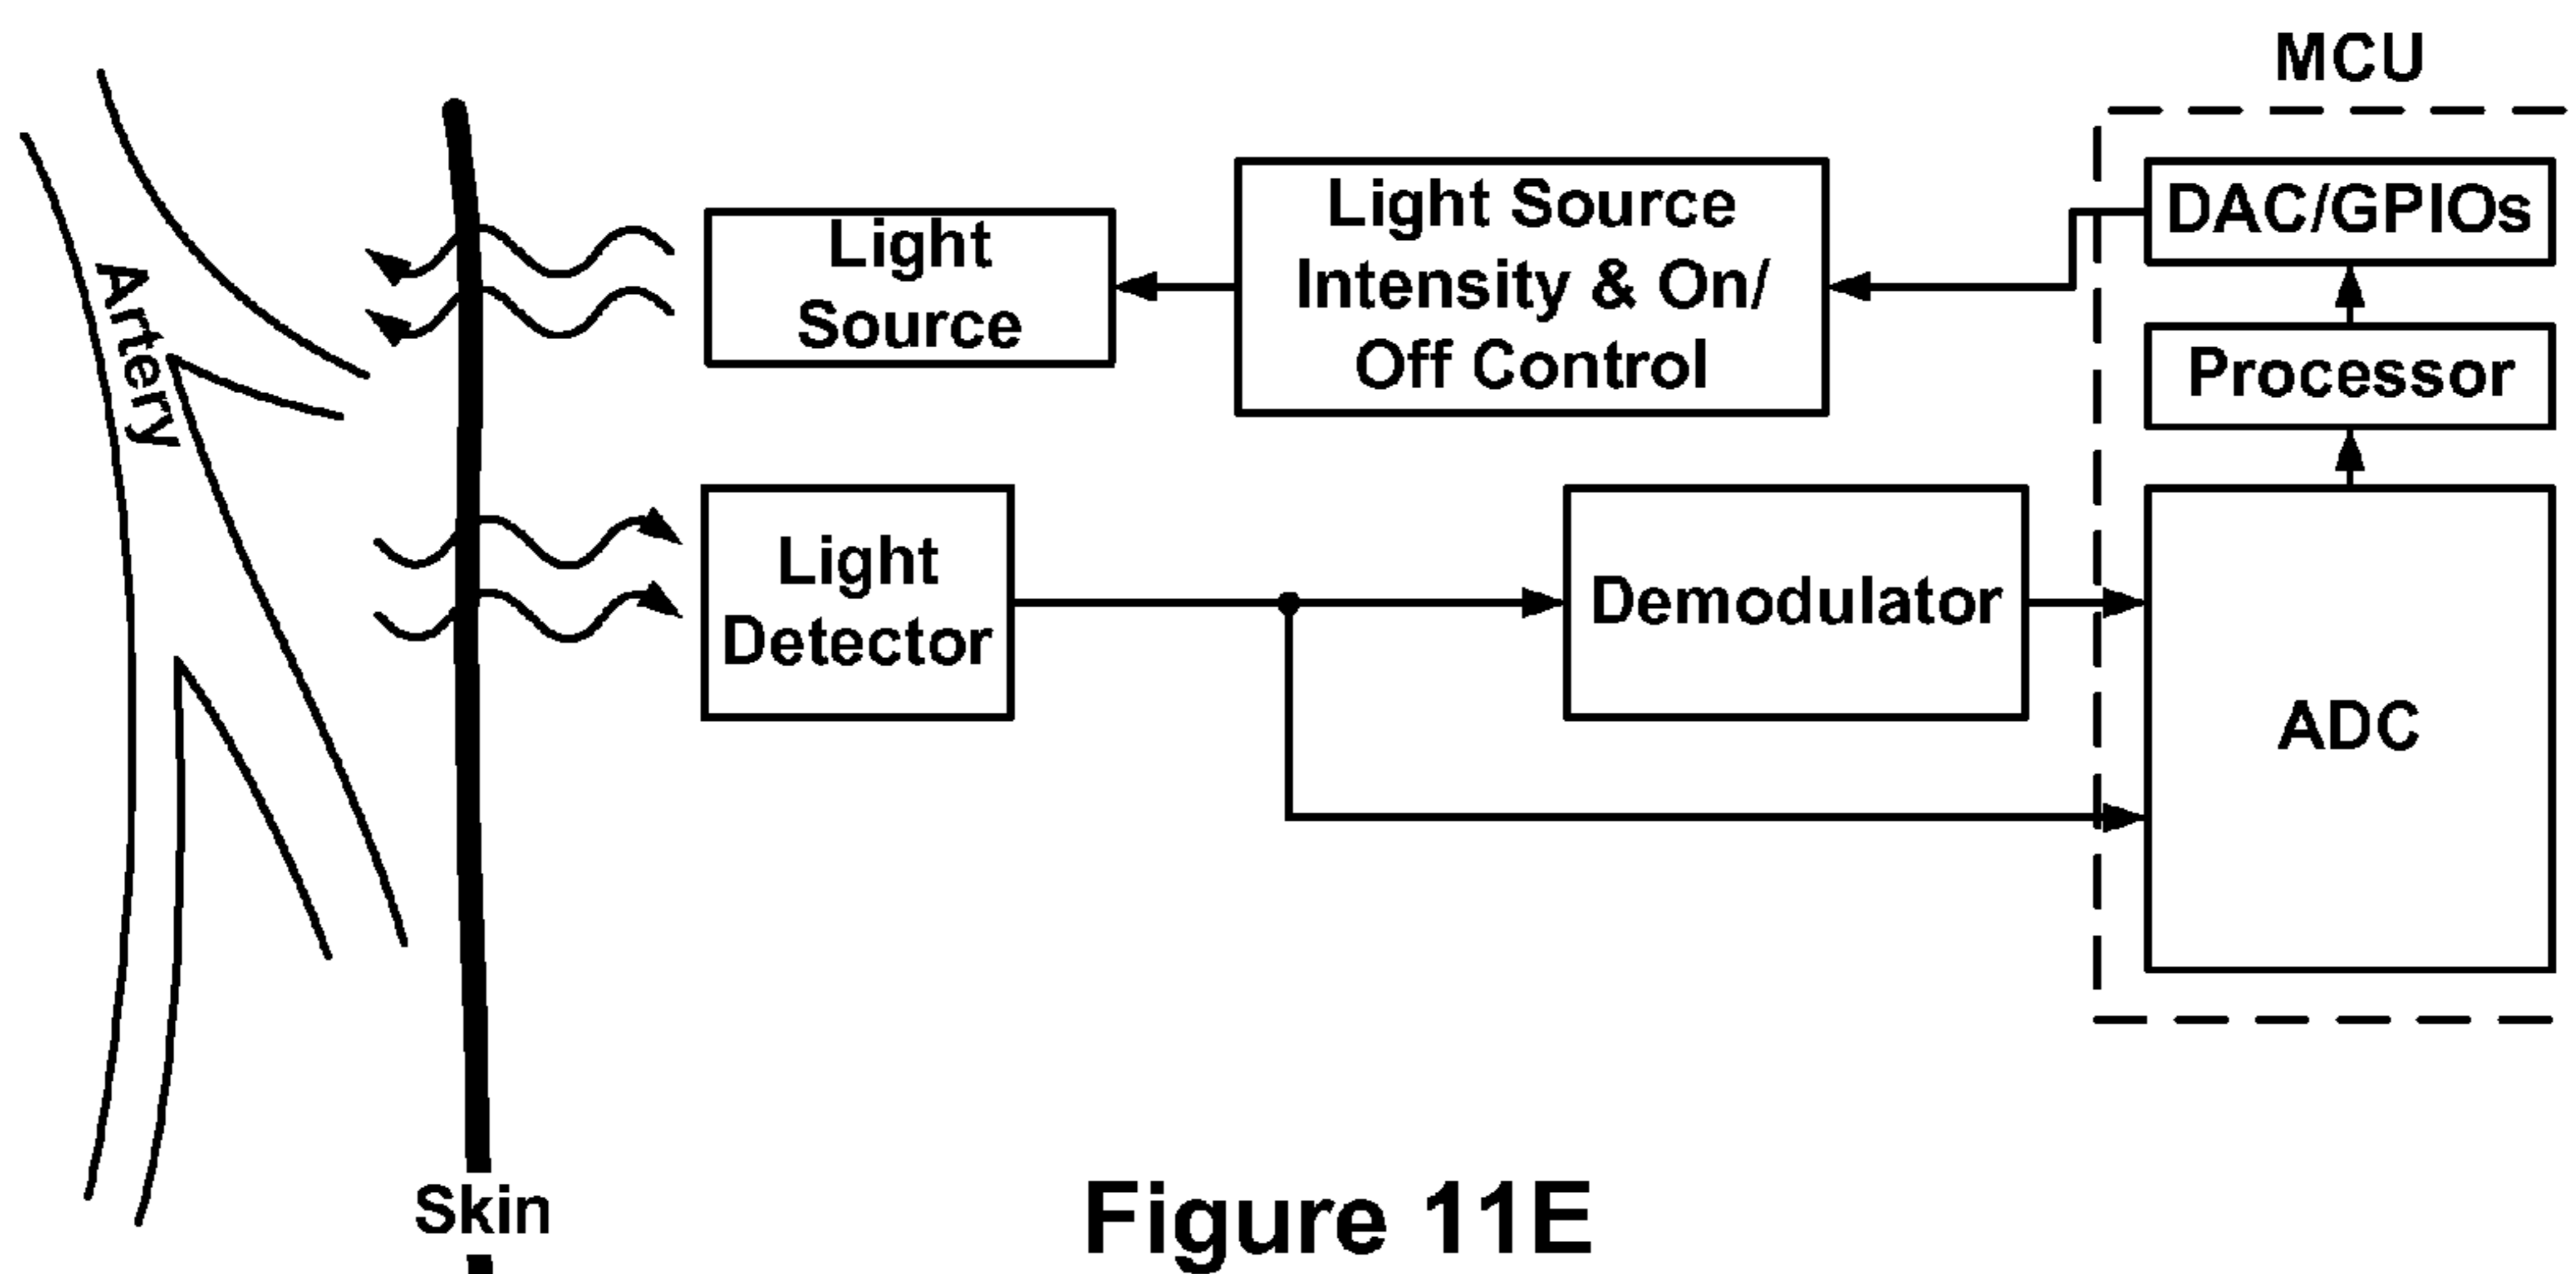 MCU
Artery
Light
Source
Light Source
Intensity & On/
Off Control
DAC/GPIOs
Processor
Light
Detector
Demodulator
ADC
Skin
Figure 11E